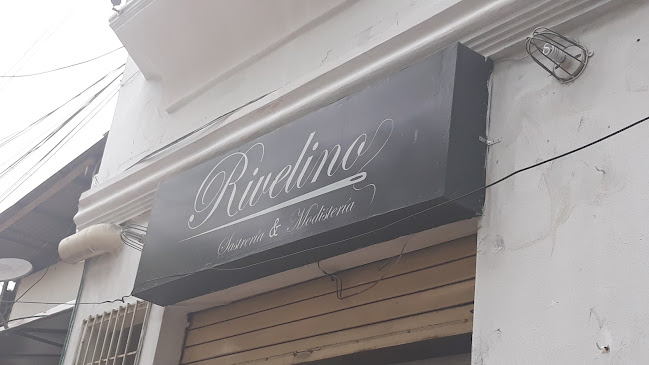 Rivelino
Sastrería & Modistería